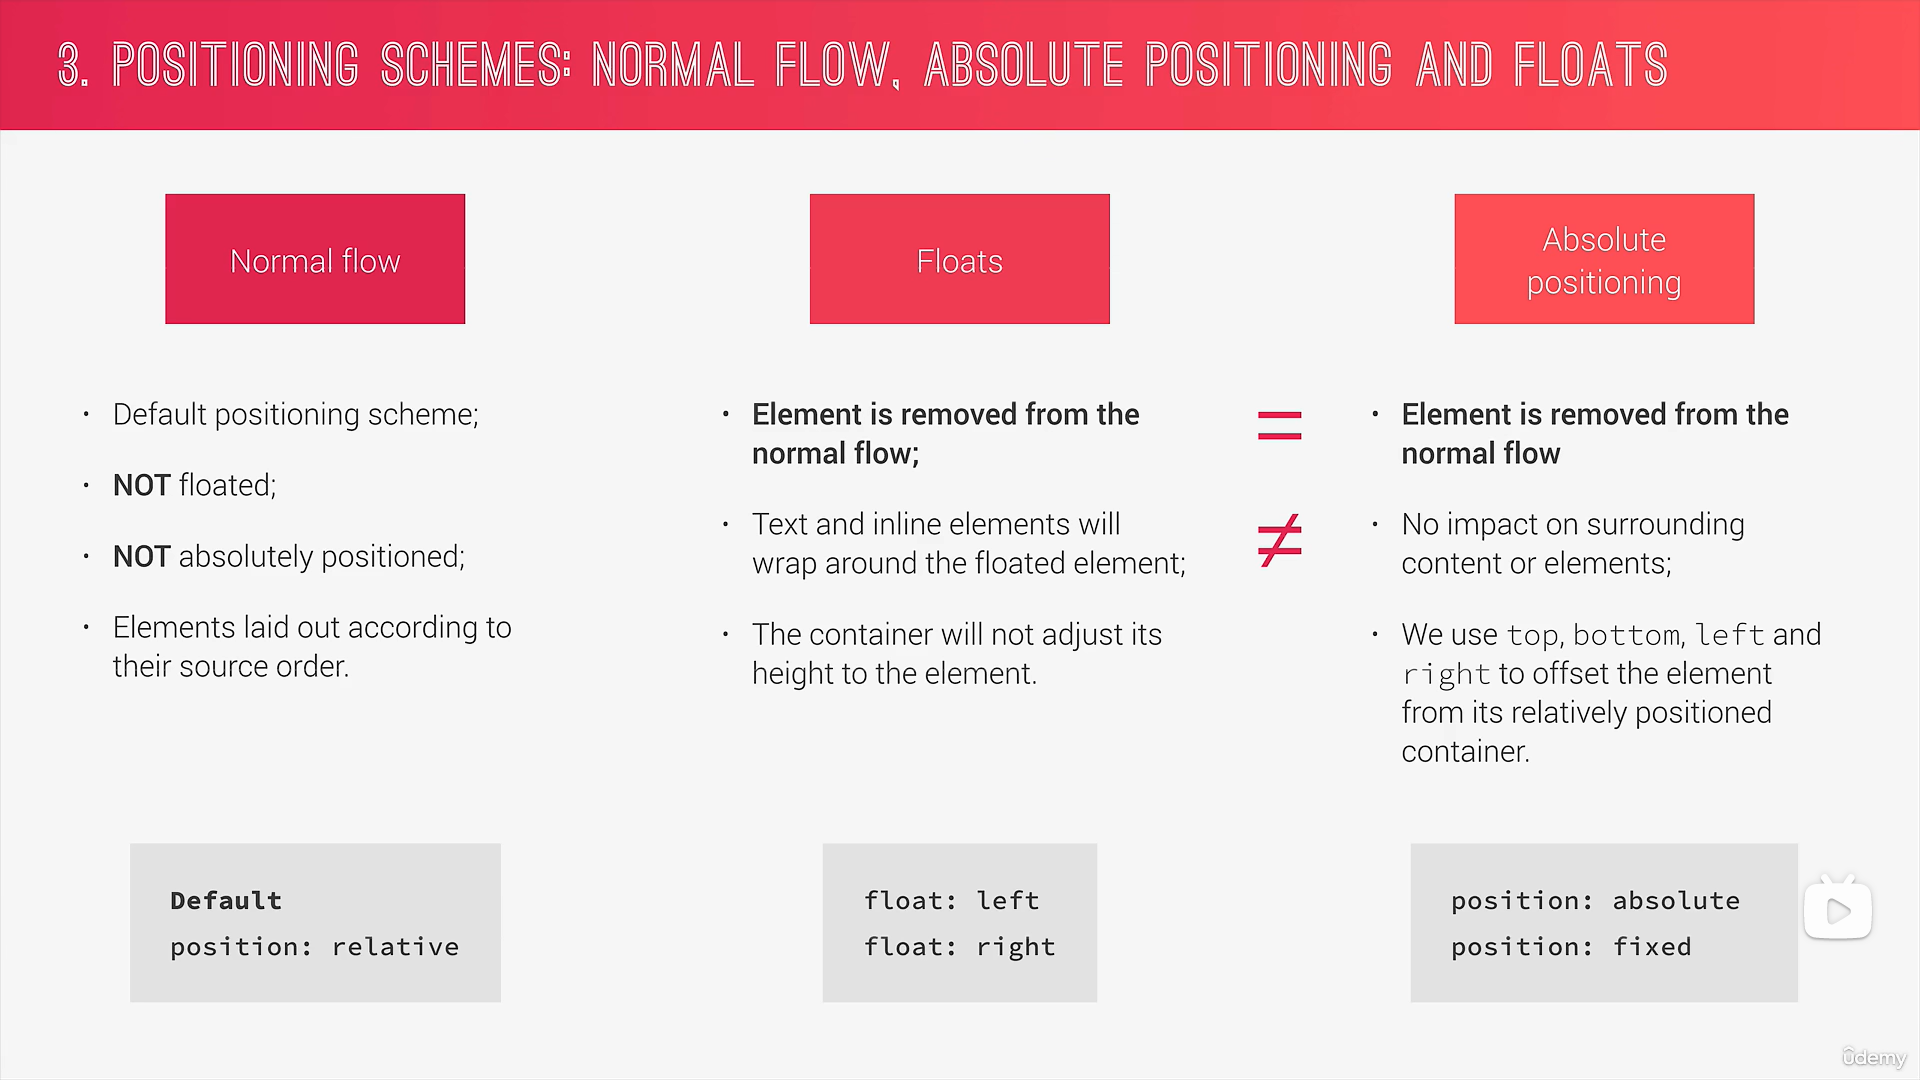 3. POSITIONING SCHEMES: NORMAL FLOW, ABSOLUTE POSITIONING AND FLOATS
Normal flow
• Default positioning scheme;
• NOT floated;
• NOT absolutely positioned;
• Elements laid out according to
their source order.
Default
position: relative
Floats
• Element is removed from the
normal flow;
• Text and inline elements will
wrap around the floated element;
• The container will not adjust its
height to the element.
float: left
float: right
=
≠
Absolute
positioning
• Element is removed from the
normal flow
• No impact on surrounding
content or elements;
• We use top, bottom, left and
right to offset the element
from its relatively positioned
container.
position: absolute
position: fixed
ûdemy